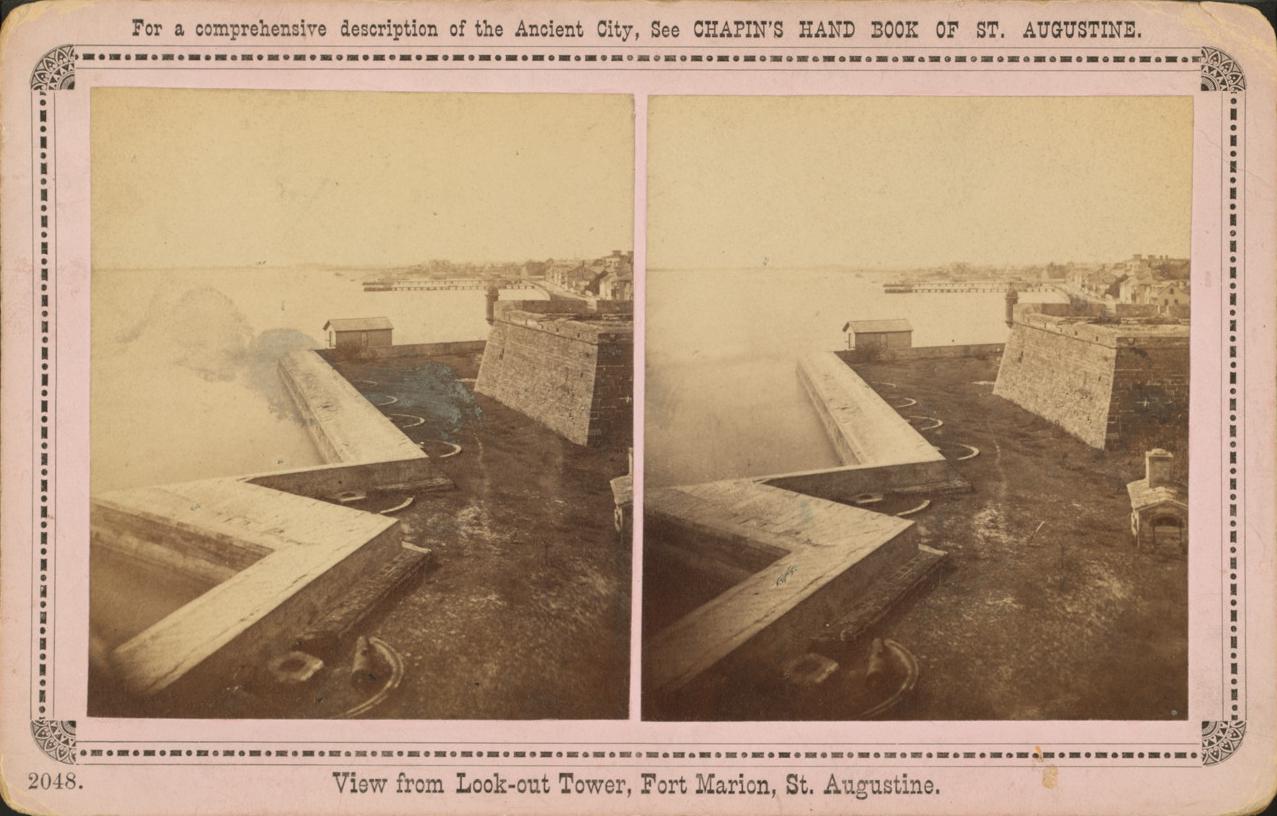 For a comprehensive description of the Ancient City, See CHAPIN'S HAND BOOK OF ST. AUGUSTINE.
2048.
View from Look-out Tower, Fort Marion, St. Augustine.